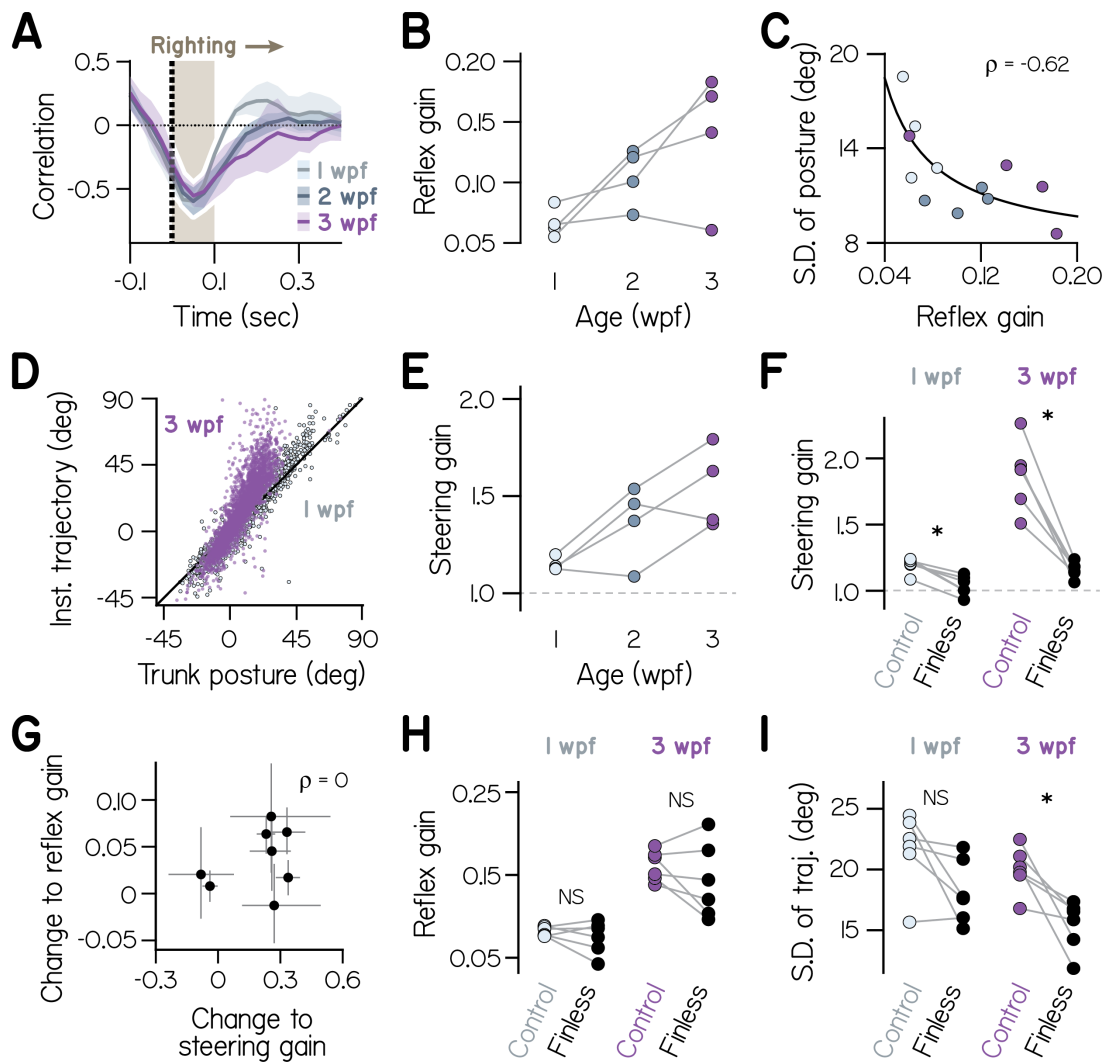 A
Righting →
0.5
0
-0.5
Correlation
1 wpf
2 wpf
3 wpf
-0.1
0.1
0.3
Time (sec)
B
0.20
0.15
0.10
0.05
Reflex gain
1
2
3
Age (wpf)
C
20
14
8
S.D. of posture (deg)
ρ = -0.62
0.04
0.12
0.20
Reflex gain
D
90
45
0
-45
Inst. trajectory (deg)
3 wpf
1 wpf
-45
0
45
90
Trunk posture (deg)
E
2.0
1.5
1.0
Steering gain
1
2
3
Age (wpf)
F
1 wpf
3 wpf
*
*
2.0
1.5
1.0
Steering gain
Control
Finless
Control
Finless
G
0.10
0.05
0
-0.05
Change to reflex gain
ρ = 0
-0.3
0
0.3
0.6
Change to
steering gain
H
1 wpf
3 wpf
NS
NS
0.25
0.15
0.05
Reflex gain
Control
Finless
Control
Finless
I
1 wpf
3 wpf
NS
*
25
20
15
S.D. of traj. (deg)
Control
Finless
Control
Finless